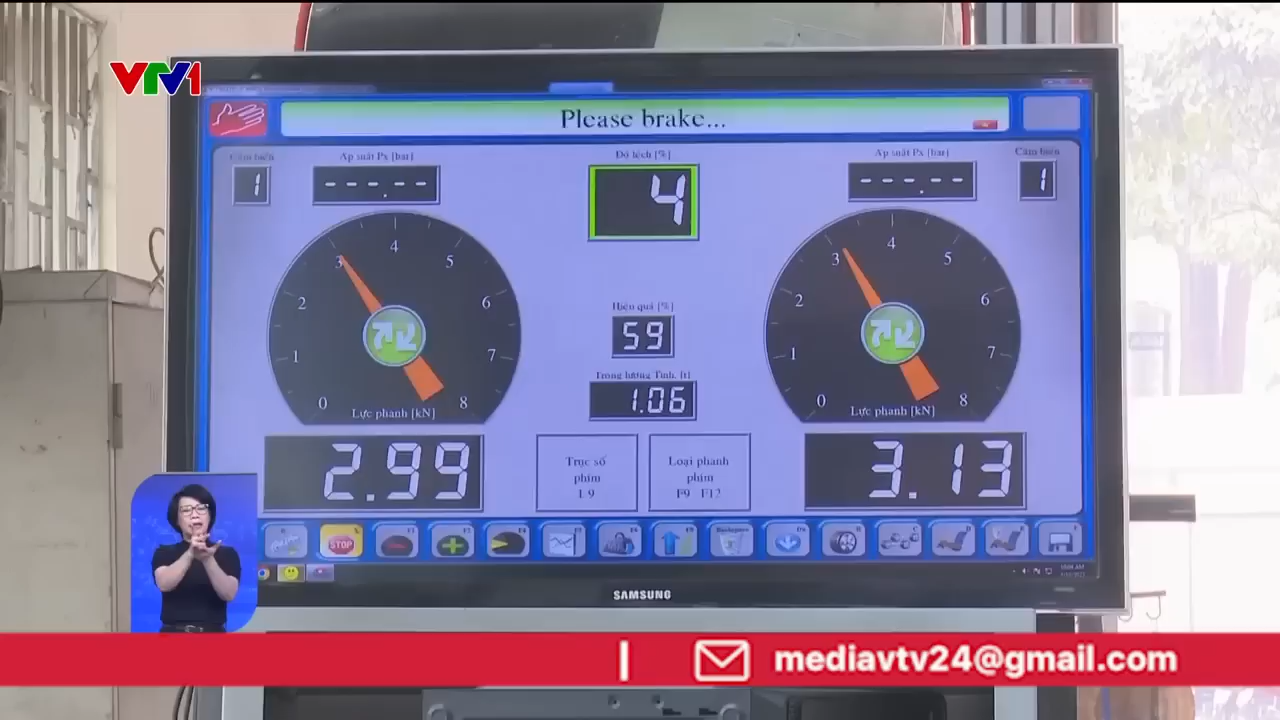 VTV1
Please brake...
Cảm biến
Áp suất Px [bar]
Độ lệch [%]
Áp suất Px [bar]
Cảm biến
1
---.--
4
---.--
1
0 1 2 3 4 5 6 7 8
Lực phanh [kN]
Hiệu quả [%]
59
Trọng lượng Tĩnh. [t]
1.06
0 1 2 3 4 5 6 7 8
Lực phanh [kN]
2.99
Trục số
phím
1..9
Loại phanh
phím
F9 F12
3.13
STOP
SAMSUNG
mediavtv24@gmail.com